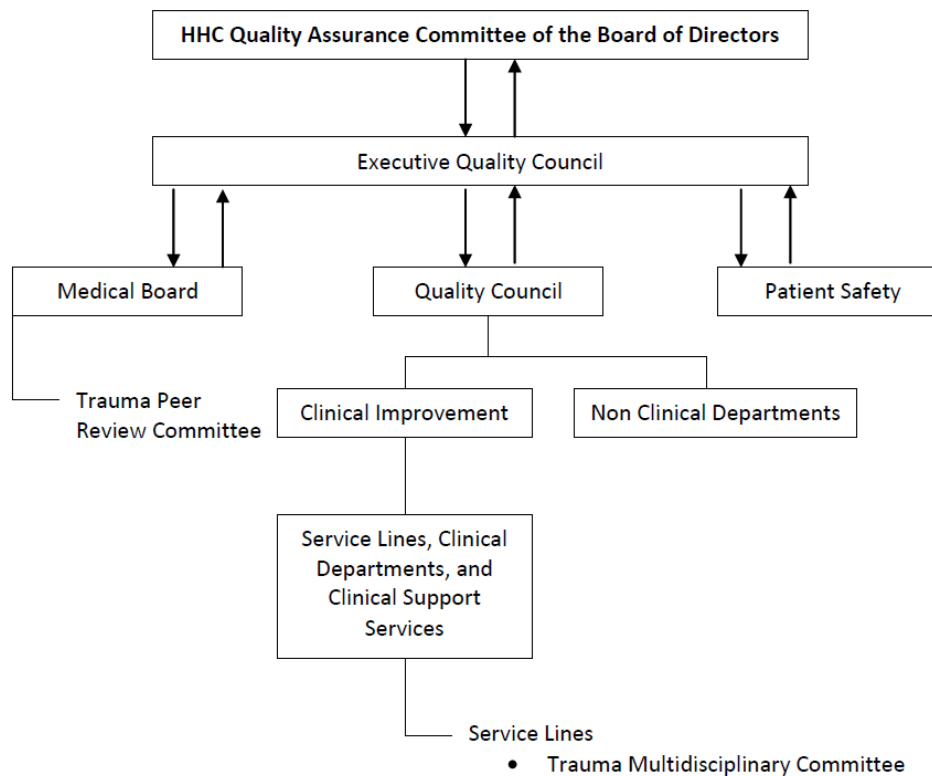 HHC Quality Assurance Committee of the Board of Directors
Executive Quality Council
Medical Board
Quality Council
Patient Safety
Trauma Peer
Review Committee
Clinical Improvement
Non Clinical Departments
Service Lines, Clinical
Departments, and
Clinical Support
Services
Service Lines
• Trauma Multidisciplinary Committee